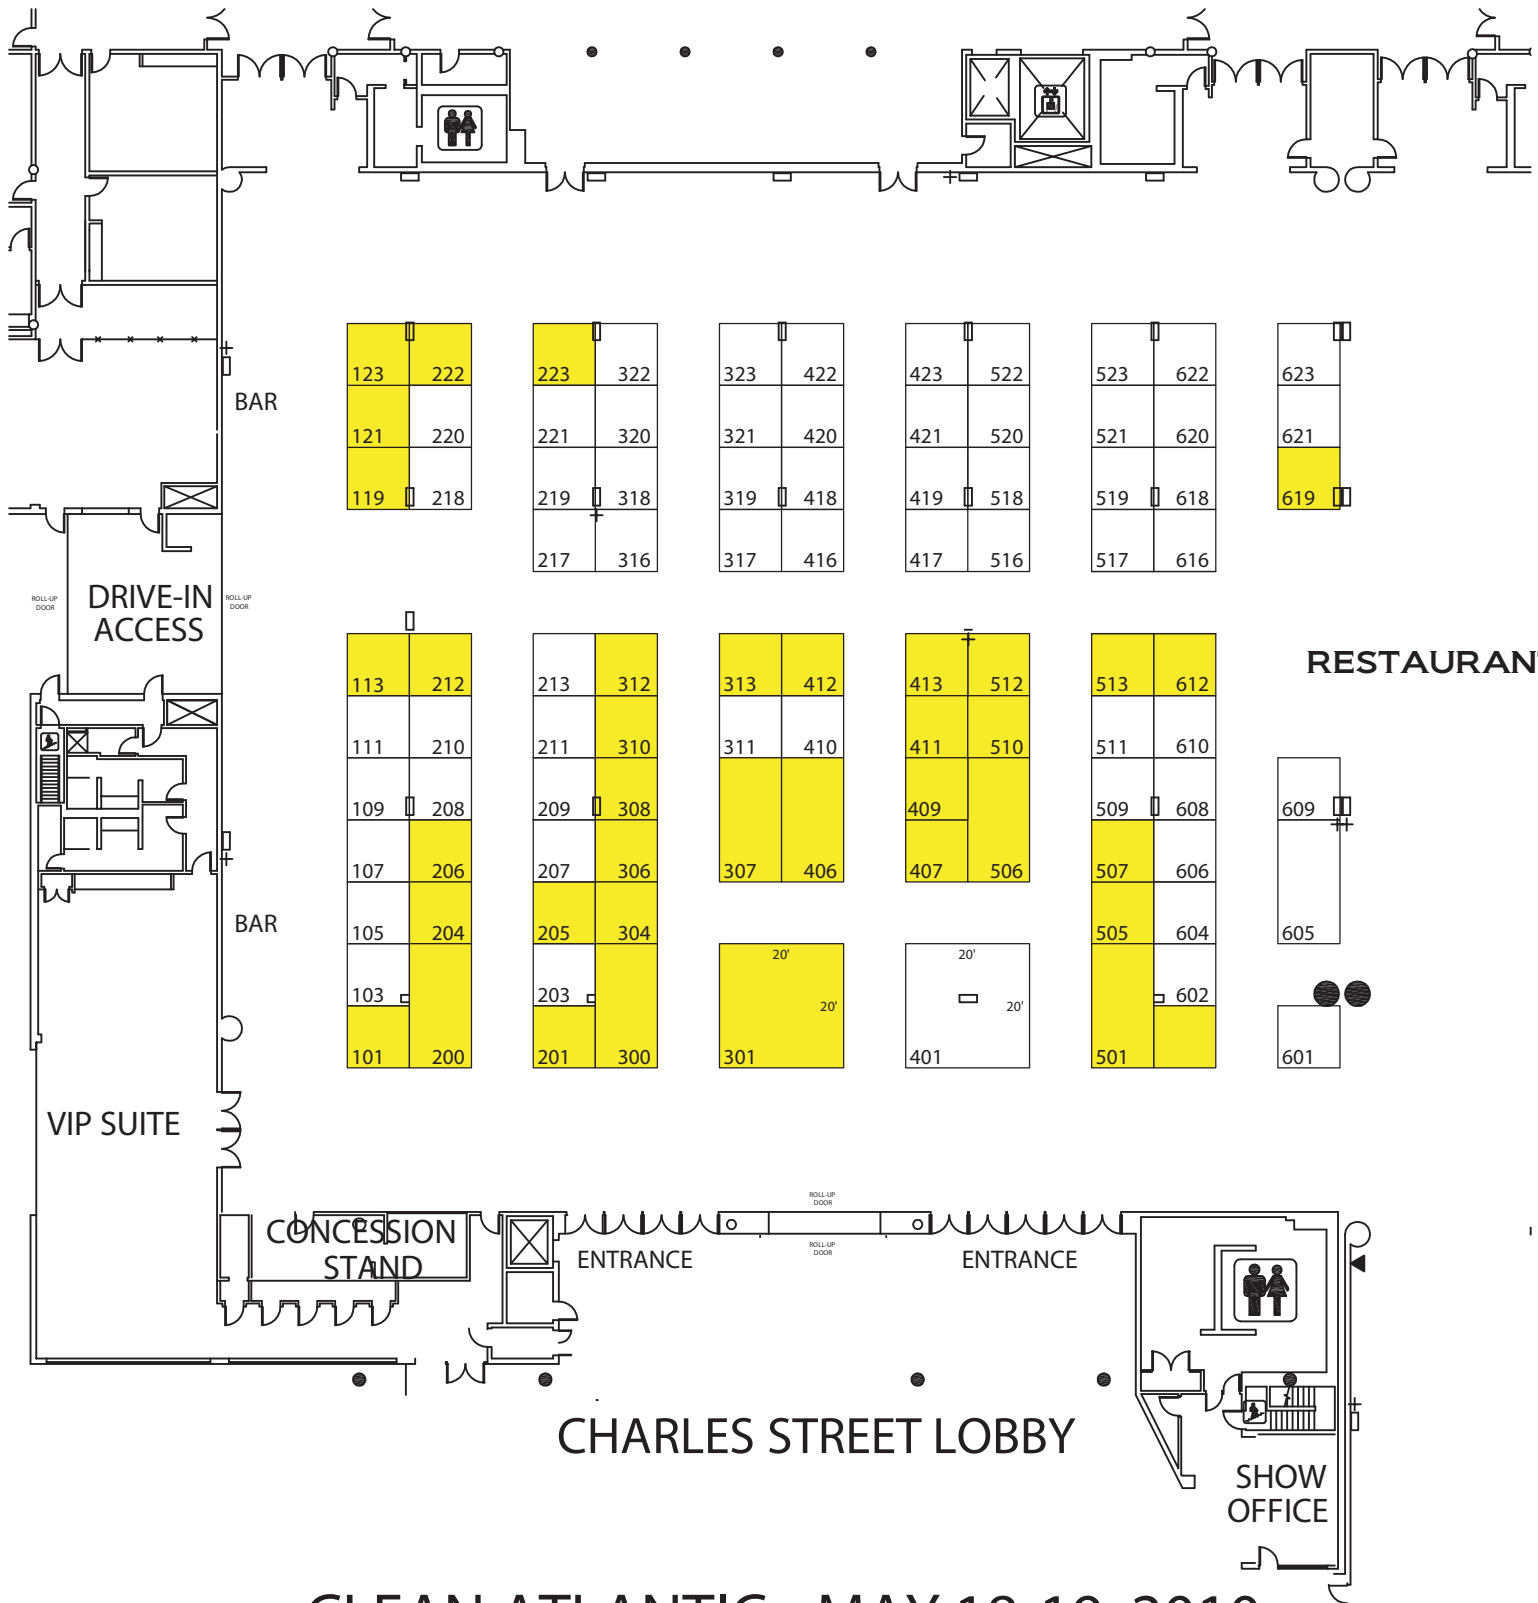 BAR
123 222 223 322 323 422 423 522 523 622 623
121 220 221 320 321 420 421 520 521 620 621
119 218 219 318 319 418 419 518 519 618 619
217 316 317 416 417 516 517 616
ROLL-UP
DOOR
DRIVE-IN
ACCESS
ROLL-UP
DOOR
113 212 213 312 313 412 413 512 513 612
RESTAURAN
111 210 211 310 311 410 411 510 511 610
109 208 209 308 409 509 608 609
107 206 207 306 307 406 407 506 507 606
BAR
105 204 205 304 505 604 605
20' 20'
103 203 602
20' 20'
101 200 201 300 301 401 501 601
VIP SUITE
ROLL-UP
DOOR
CONCESSION
STAND
ENTRANCE
ROLL-UP
DOOR
ENTRANCE
CHARLES STREET LOBBY
SHOW
OFFICE
CLEAN ATLANTIC - MAY 18-19, 2010